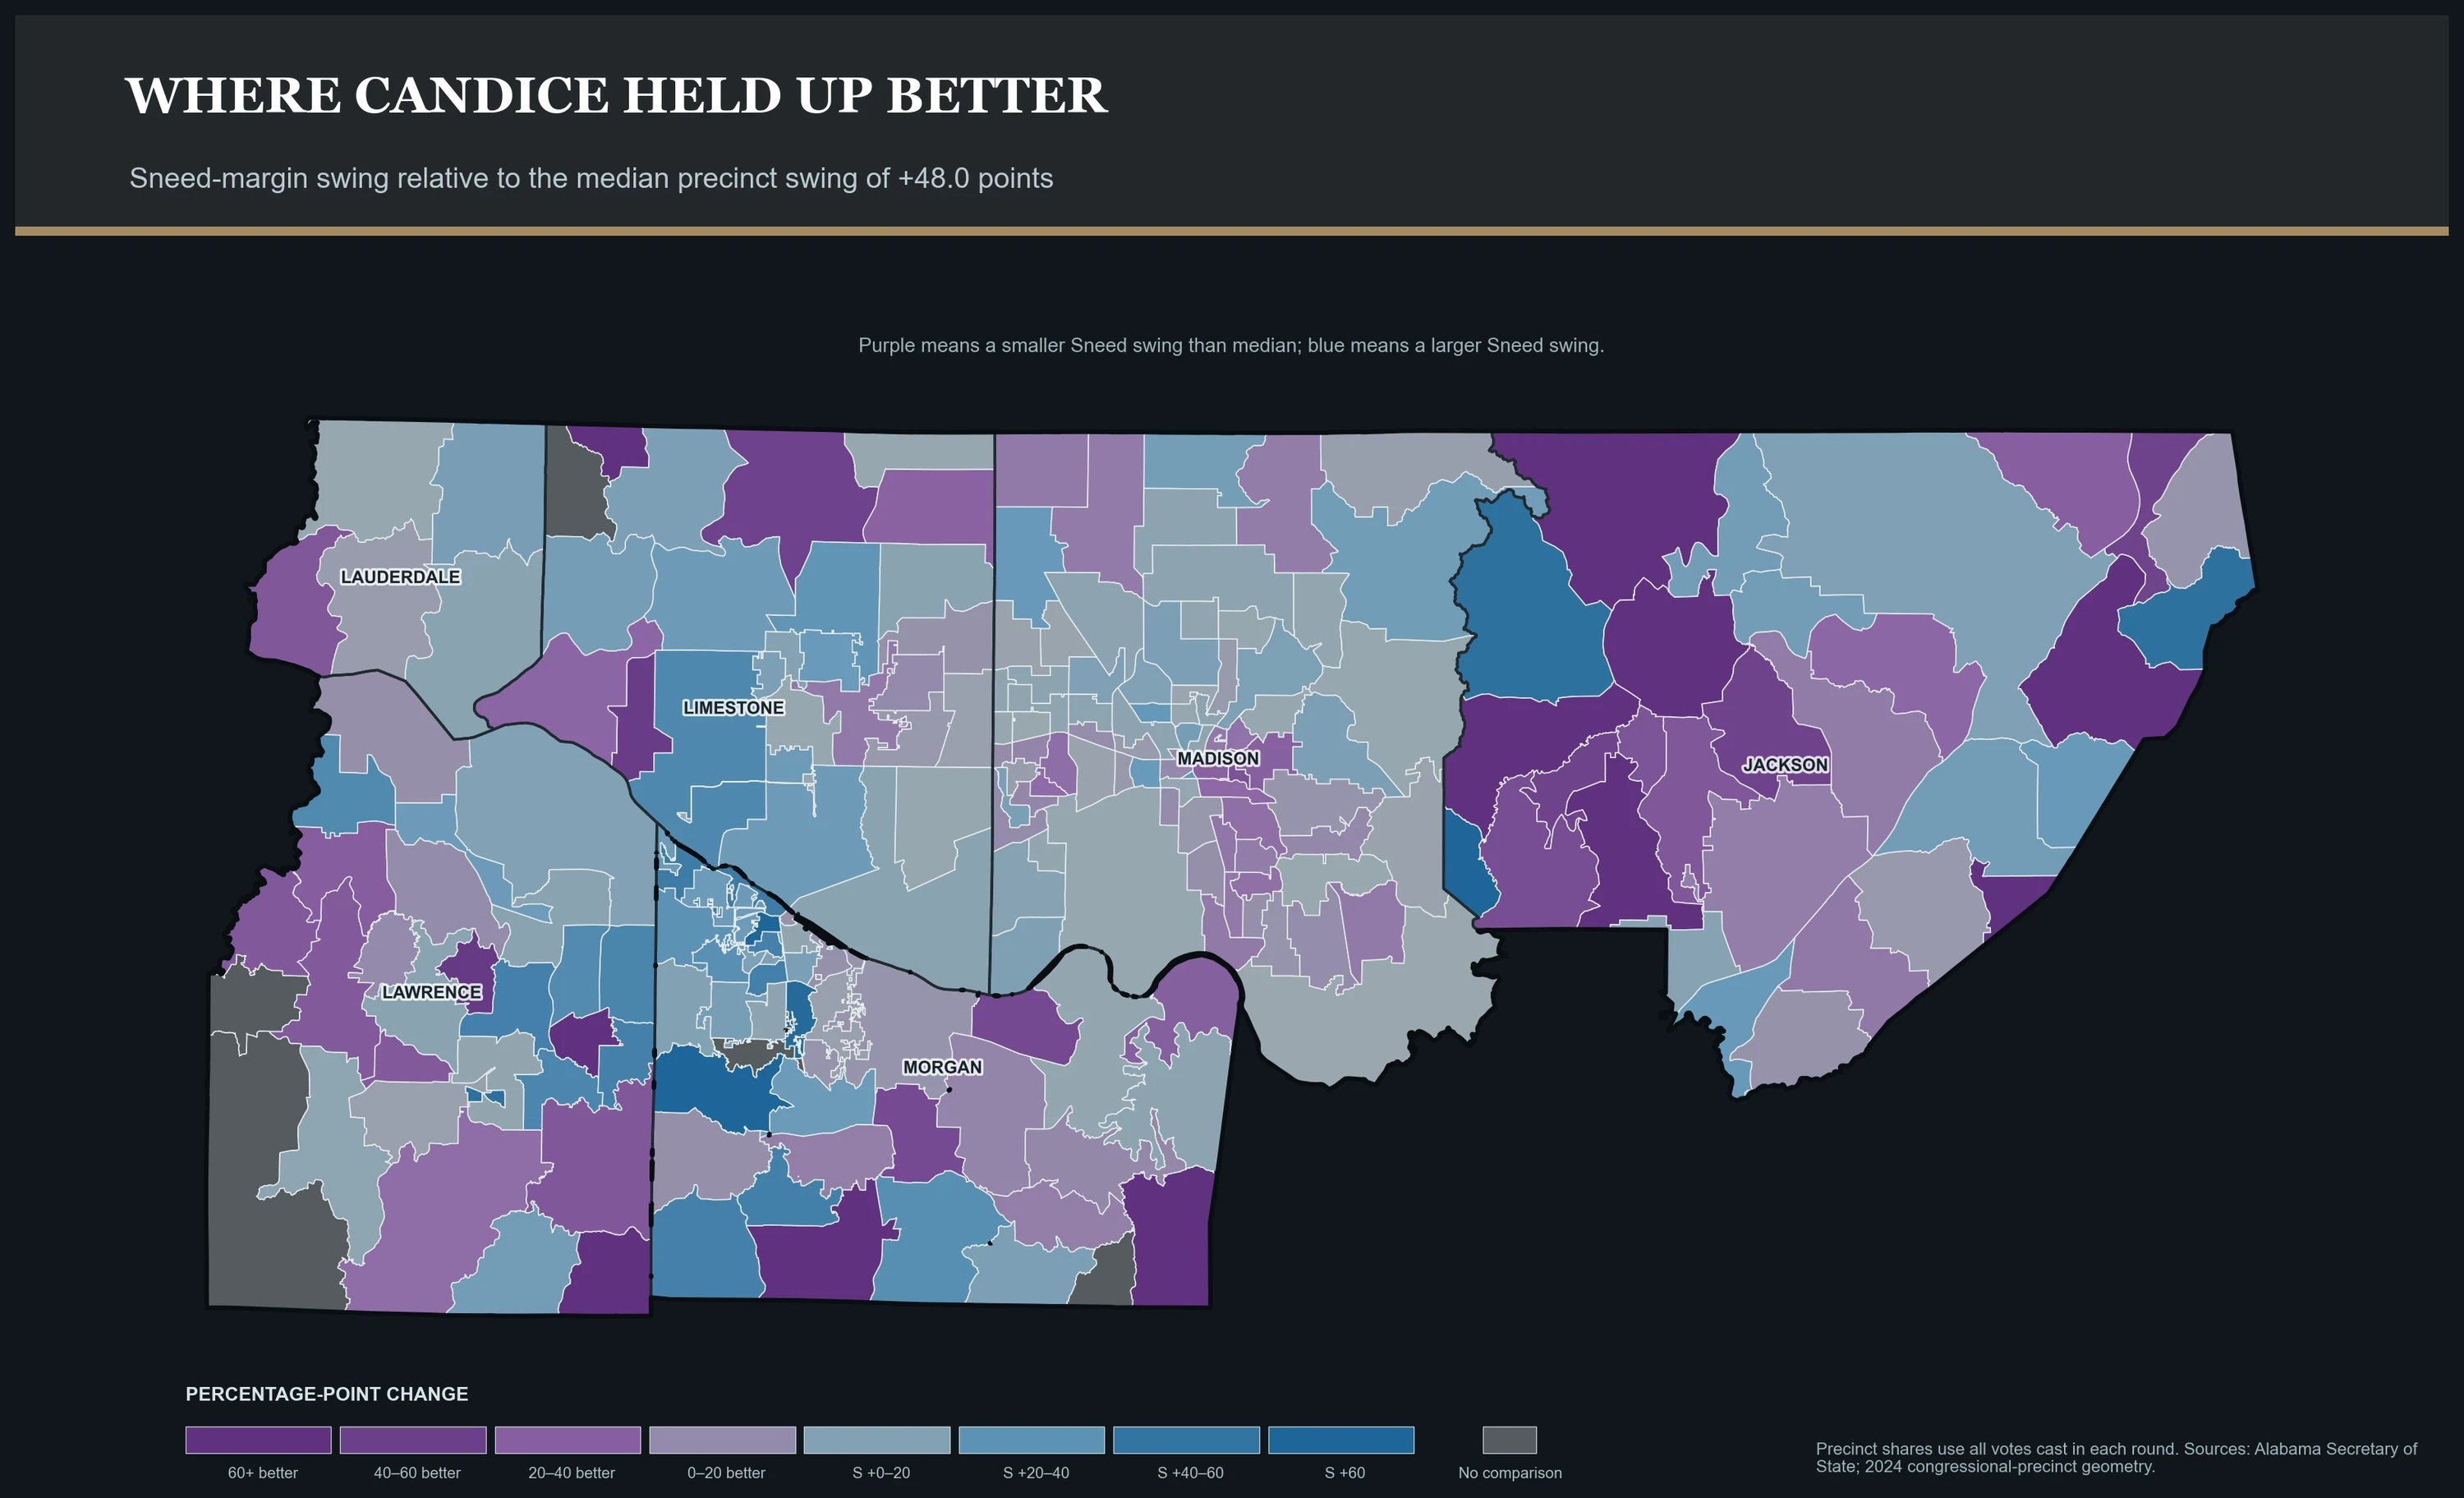 WHERE CANDICE HELD UP BETTER
Sneed-margin swing relative to the median precinct swing of +48.0 points
Purple means a smaller Sneed swing than median; blue means a larger Sneed swing.
LAUDERDALE
LIMESTONE
MADISON
JACKSON
LAWRENCE
MORGAN
PERCENTAGE-POINT CHANGE
60+ better
40–60 better
20–40 better
0–20 better
S +0–20
S +20–40
S +40–60
S +60
No comparison
Precinct shares use all votes cast in each round. Sources: Alabama Secretary of
State; 2024 congressional-precinct geometry.